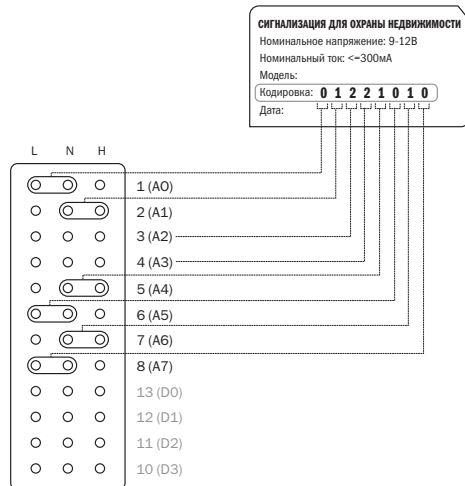 СИГНАЛИЗАЦИЯ ДЛЯ ОХРАНЫ НЕДВИЖИМОСТИ
Номинальное напряжение: 9-12В
Номинальный ток: <=300мА
Модель:
Кодировка: 0 1 2 2 1 0 1 0
Дата:
L N H
1 (A0)
2 (A1)
3 (A2)
4 (A3)
5 (A4)
6 (A5)
7 (A6)
8 (A7)
13 (D0)
12 (D1)
11 (D2)
10 (D3)